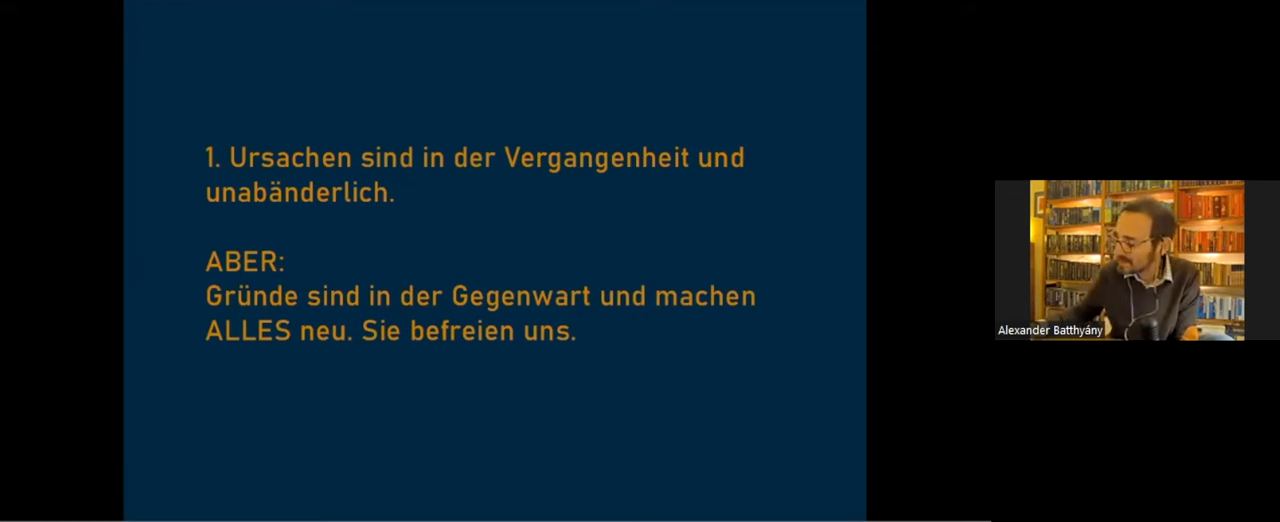 1. Ursachen sind in der Vergangenheit und
unabänderlich.
ABER:
Gründe sind in der Gegenwart und machen
ALLES neu. Sie befreien uns.
Alexander Batthyány